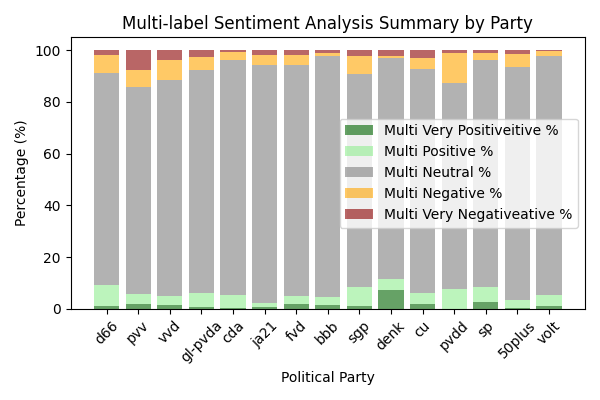 Multi-label Sentiment Analysis Summary by Party
Percentage (%)
100
80
60
40
20
0
Multi Very Positiveitive %
Multi Positive %
Multi Neutral %
Multi Negative %
Multi Very Negativeative %
d66
pvv
vvd
gl-pvda
cda
ja21
fvd
bbb
sgp
denk
cu
pvdd
sp
50plus
volt
Political Party